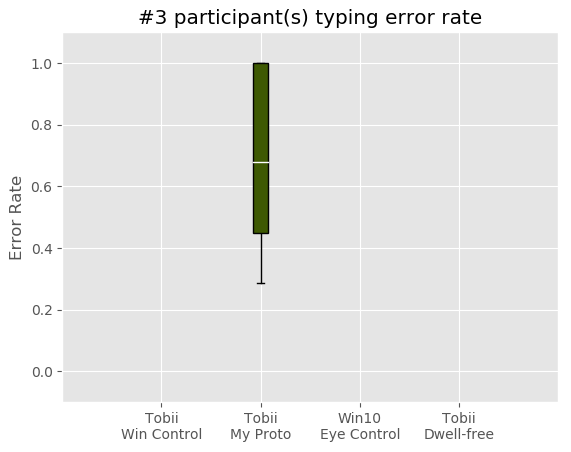 #3 participant(s) typing error rate
1.0
0.8
0.6
0.4
0.2
0.0
Error Rate
Tobii Tobii Win10 Tobii
Win Control My Proto Eye Control Dwell-free